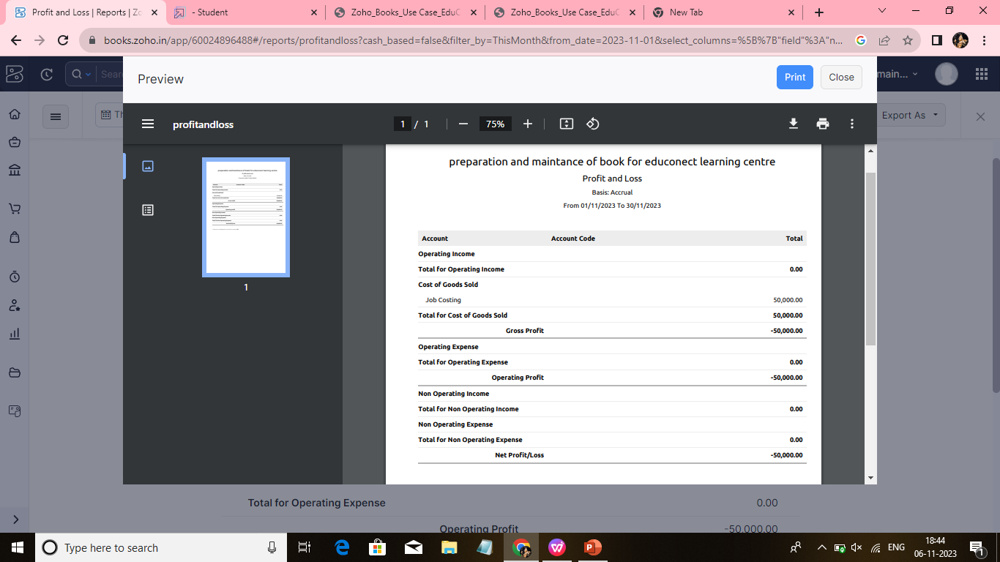 Profit and Loss | Reports | Zo
- Student
Zoho_Books_Use Case_EduC
Zoho_Books_Use Case_EduC
New Tab
books.zoho.in/app/60024896488#/reports/profitandloss?cash_based=false&filter_by=ThisMonth&from_date=2023-11-01&select_columns=%5B%7B"field"%3A"n...
Sear
main...
Preview
Print
Close
Th
Export As
profitandloss
1 / 1
75%
1
preparation and maintance of book for educonect learning centre
Profit and Loss
Basis: Accrual
From 01/11/2023 To 30/11/2023
Account Account Code Total
Operating Income
Total for Operating Income 0.00
Cost of Goods Sold
Job Costing 50,000.00
Total for Cost of Goods Sold 50,000.00
Gross Profit -50,000.00
Operating Expense
Total for Operating Expense 0.00
Operating Profit -50,000.00
Non Operating Income
Total for Non Operating Income 0.00
Non Operating Expense
Total for Non Operating Expense 0.00
Net Profit/Loss -50,000.00
Total for Operating Expense 0.00
Operating Profit -50,000.00
Type here to search
ENG
18:44
06-11-2023
1